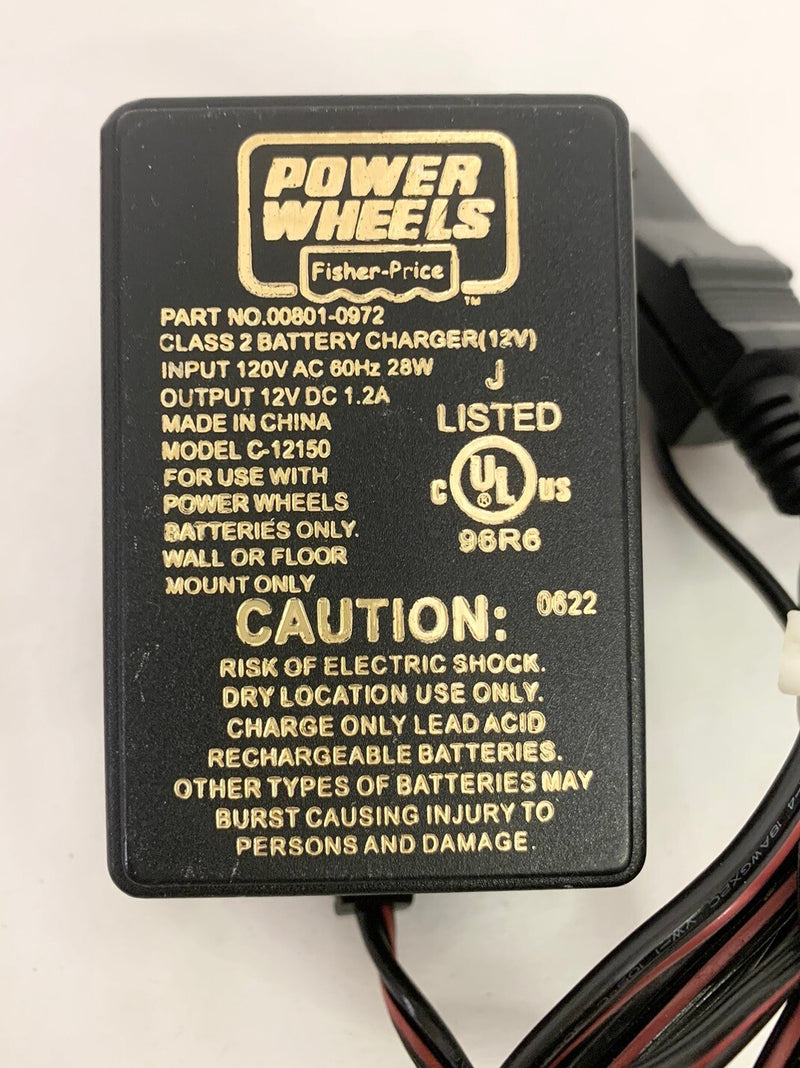 POWER
WHEELS
Fisher-Price
TM
PART NO.00801-0972
CLASS 2 BATTERY CHARGER(12V)
INPUT 120V AC 60Hz 28W
OUTPUT 12V DC 1.2A
MADE IN CHINA
MODEL C-12150
FOR USE WITH
POWER WHEELS
BATTERIES ONLY.
WALL OR FLOOR
MOUNT ONLY
J
LISTED
C UL ® US
96R6
CAUTION: 0622
RISK OF ELECTRIC SHOCK.
DRY LOCATION USE ONLY.
CHARGE ONLY LEAD ACID
RECHARGEABLE BATTERIES.
OTHER TYPES OF BATTERIES MAY
BURST CAUSING INJURY TO
PERSONS AND DAMAGE.
18AWGX2C